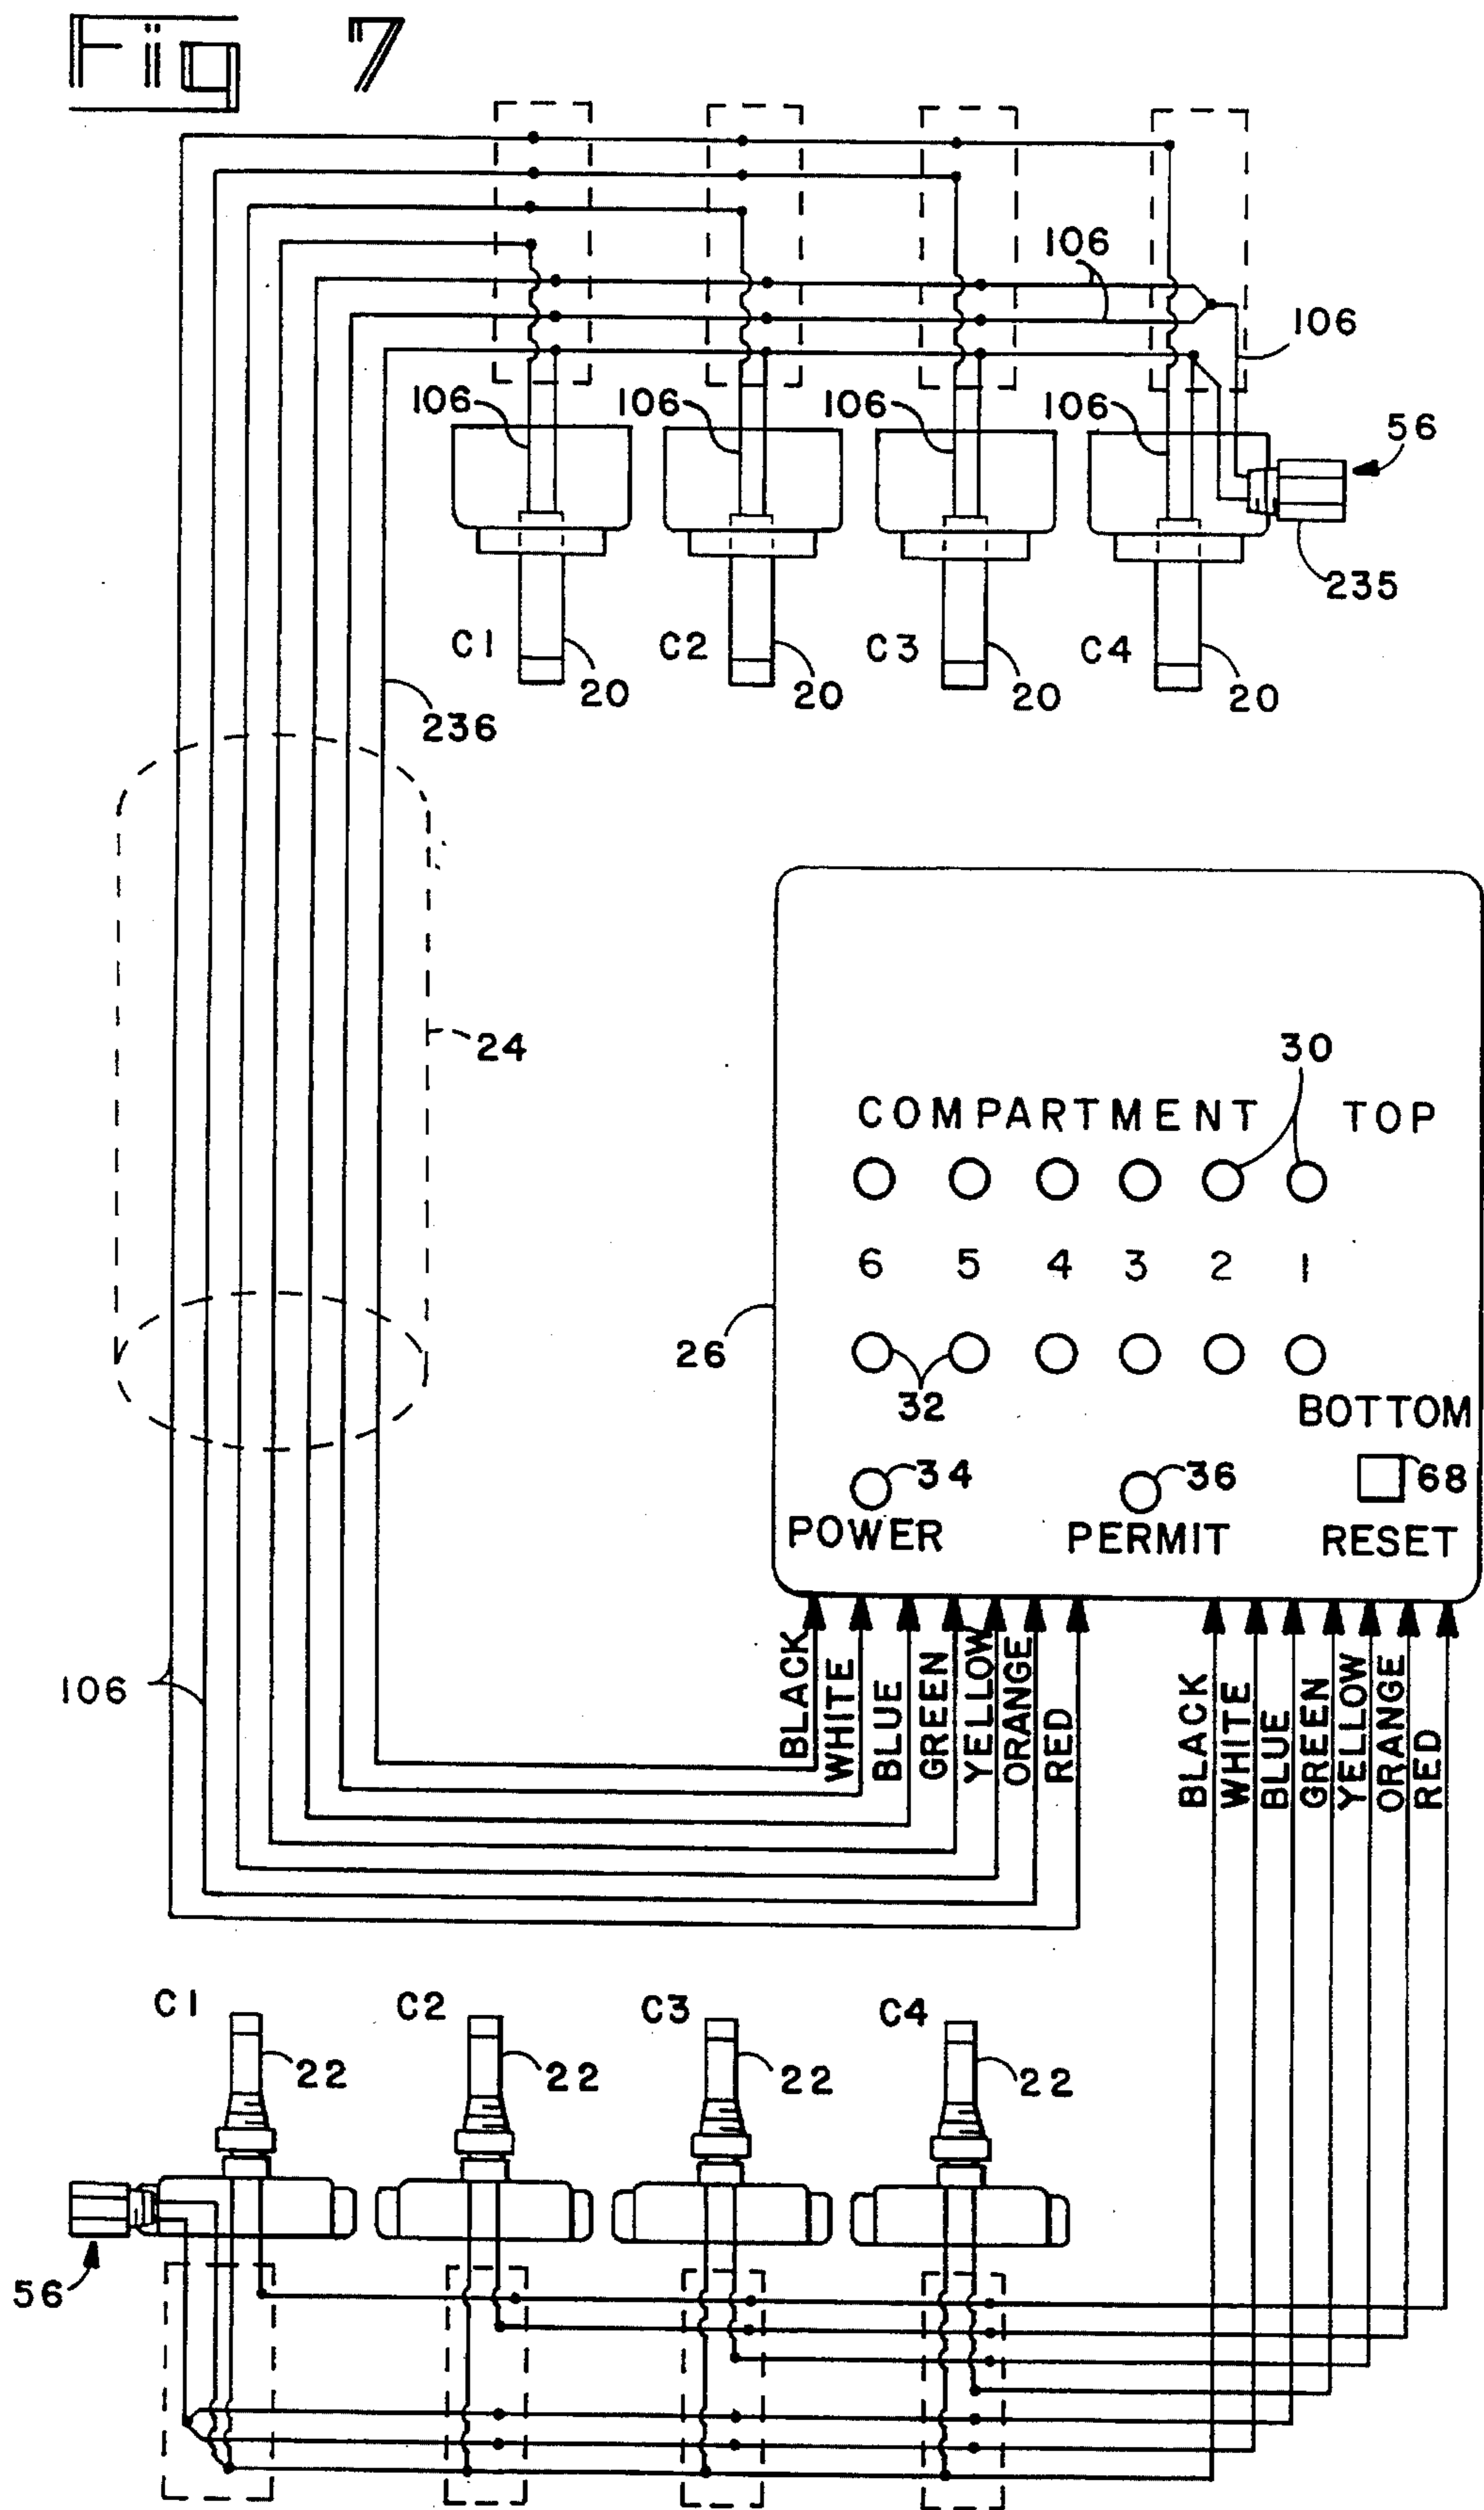 Fig 7
106
106
106
106
106
106
56
235
C1
C2
C3
C4
20
20
20
20
236
24
30
COMPARTMENT TOP
6 5 4 3 2 1
26
32
BOTTOM
34
36
68
POWER
PERMIT
RESET
106
BLACK
WHITE
BLUE
GREEN
YELLOW
ORANGE
RED
BLACK
WHITE
BLUE
GREEN
YELLOW
ORANGE
RED
C1
C2
C3
C4
22
22
22
22
56